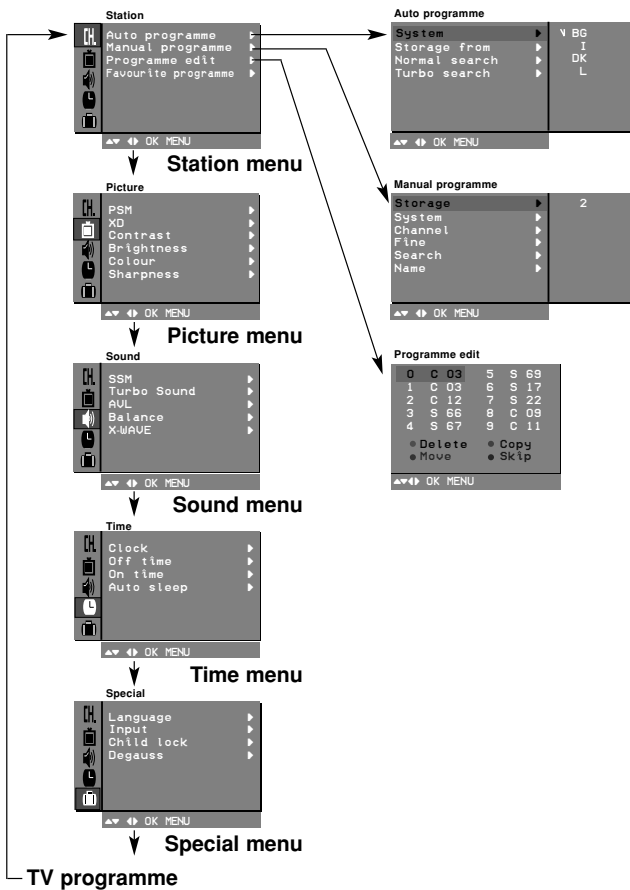 Station
CH.
Auto programme
Manual programme
Programme edit
Favourite programme
OK MENU
Station menu
Picture
CH.
PSM
XD
Contrast
Brightness
Colour
Sharpness
OK MENU
Picture menu
Sound
CH.
SSM
Turbo Sound
AVL
Balance
X-WAVE
OK MENU
Sound menu
Time
CH.
Clock
Off time
On time
Auto sleep
OK MENU
Time menu
Special
CH.
Language
Input
Child lock
Degauss
OK MENU
Special menu
TV programme
Auto programme
System BG
Storage from I
Normal search DK
Turbo search L
OK MENU
Manual programme
Storage 2
System
Channel
Fine
Search
Name
OK MENU
Programme edit
0 C 03 5 S 69
1 C 03 6 S 17
2 C 12 7 S 22
3 S 66 8 C 09
4 S 67 9 C 11
Delete Copy
Move Skip
OK MENU